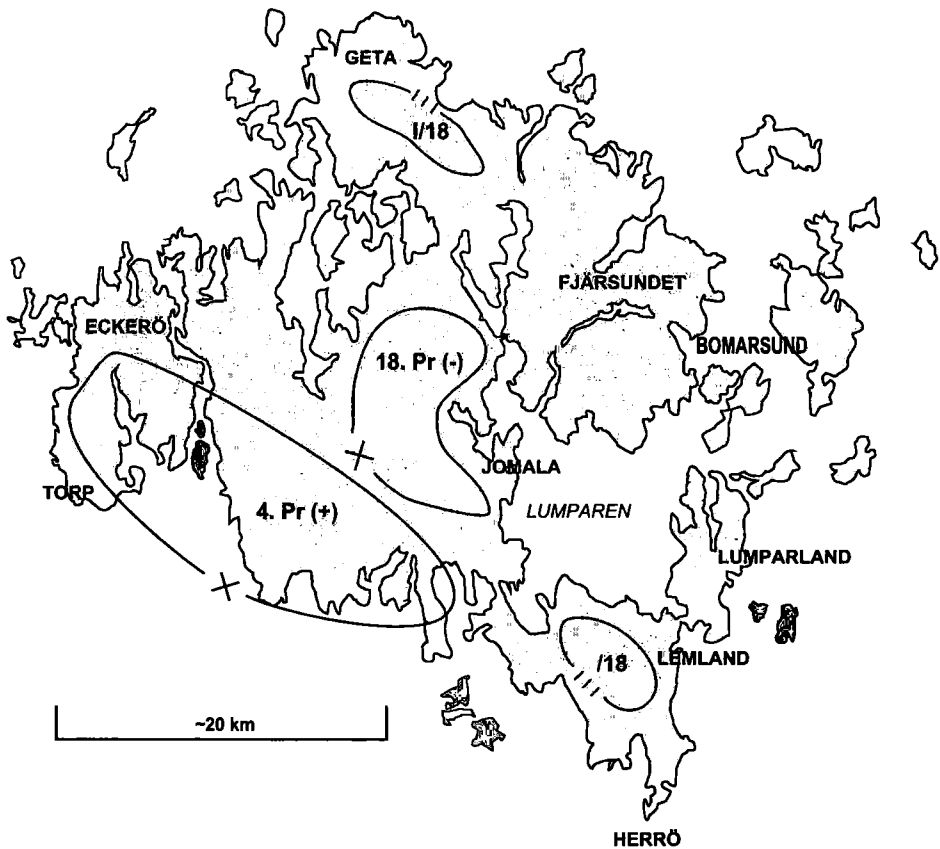 GETA
I/18
FJÄRSUNDET
ECKERÖ
BOMARSUND
18. Pr (-)
JOMALA
TORP
4. Pr (+)
LUMPAREN
LUMPARLAND
/18
LEMLAND
~20 km
HERRÖ